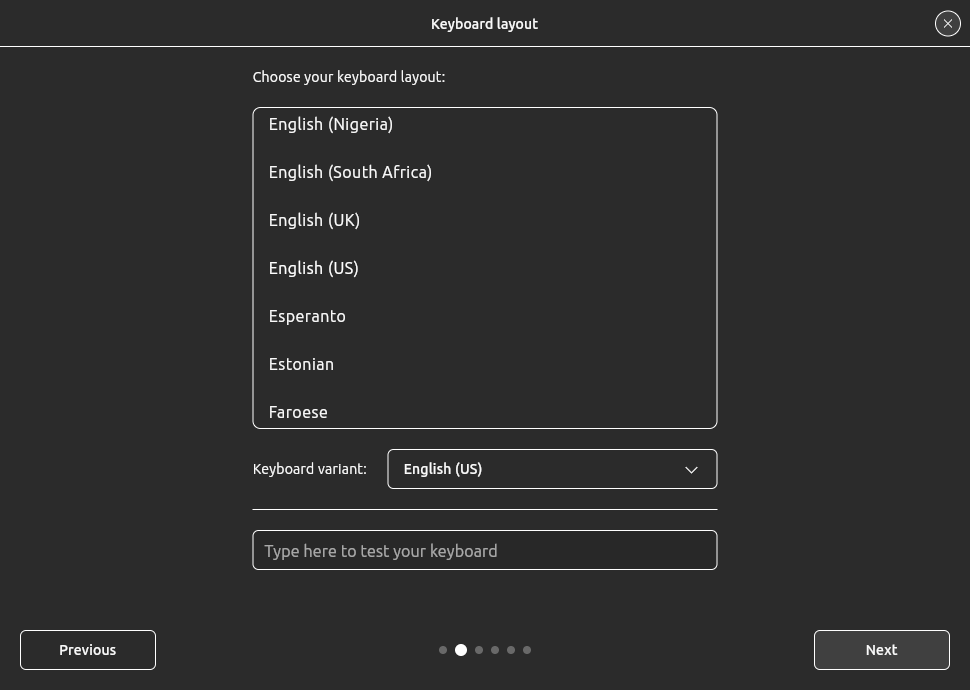 Keyboard layout
Choose your keyboard layout:
English (Nigeria)
English (South Africa)
English (UK)
English (US)
Esperanto
Estonian
Faroese
Keyboard variant: English (US)
Type here to test your keyboard
Previous Next